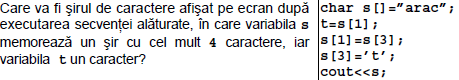 Care va fi şirul de caractere afişat pe ecran după
executarea secvenţei alăturate, în care variabila s
memorează un şir cu cel mult 4 caractere, iar
variabila t un caracter?
char s[]="arac";
t=s[1];
s[1]=s[3];
s[3]='t';
cout<<s;